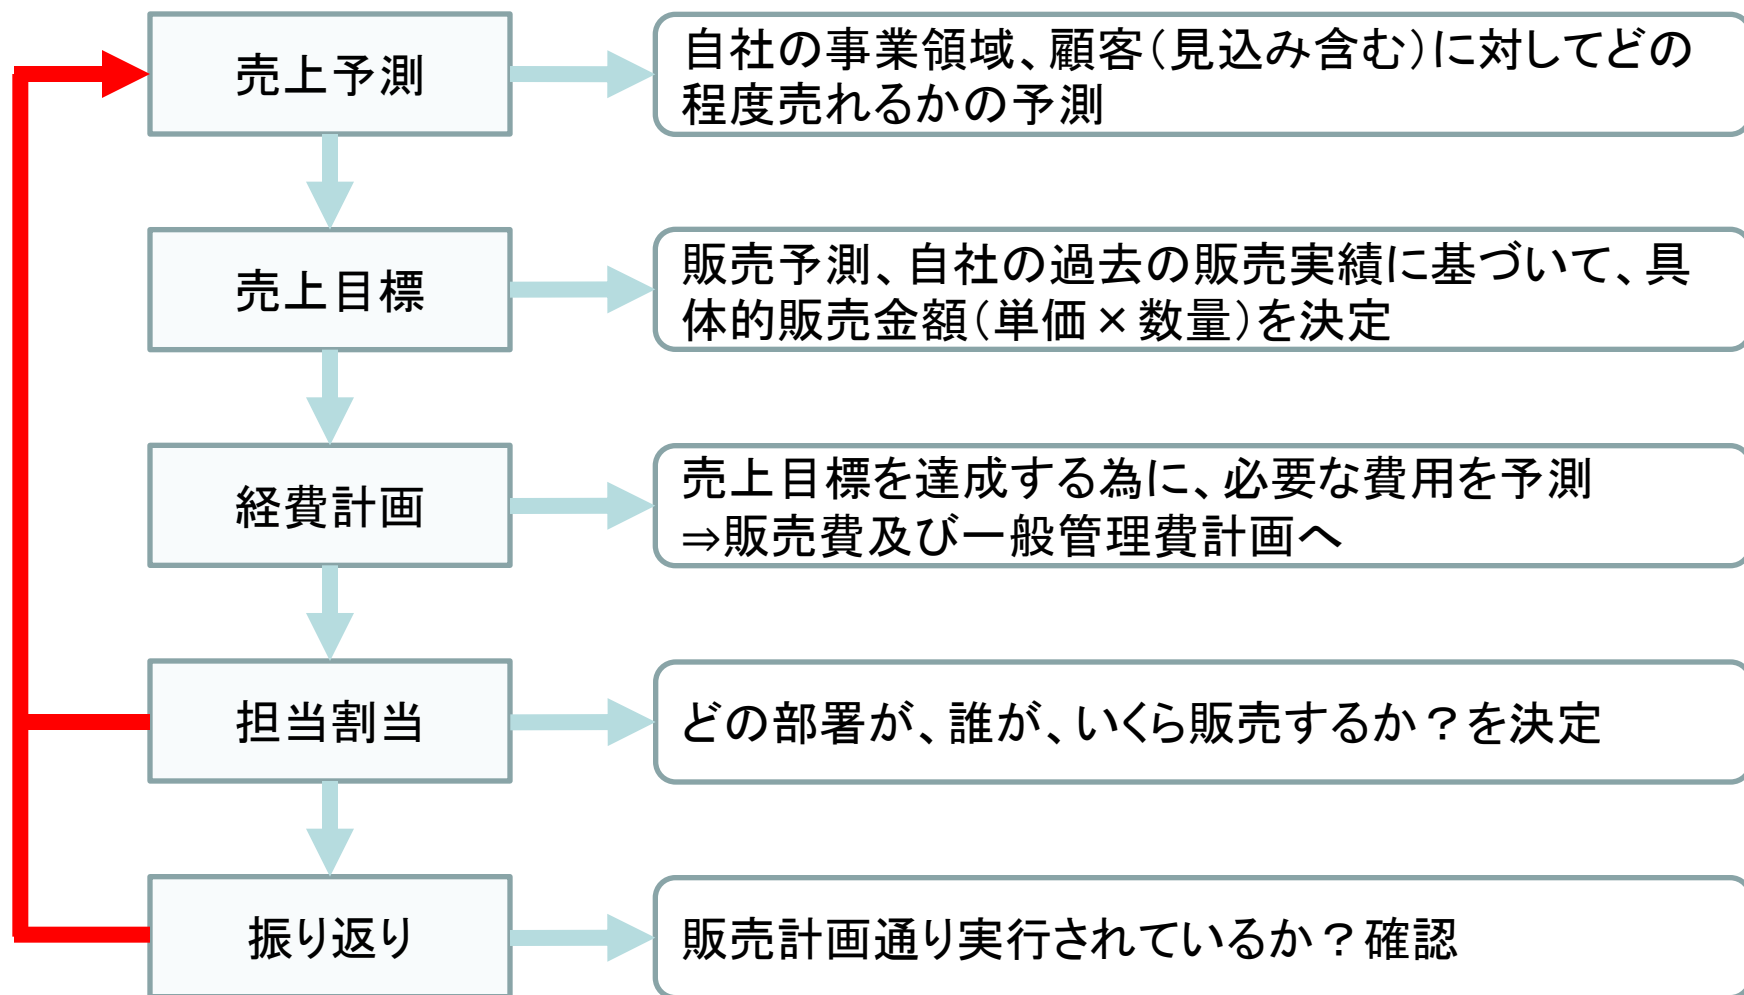 売上予測
自社の事業領域、顧客(見込み含む)に対してどの
程度売れるかの予測
売上目標
販売予測、自社の過去の販売実績に基づいて、具
体的販売金額(単価×数量)を決定
経費計画
売上目標を達成する為に、必要な費用を予測
⇒販売費及び一般管理費計画へ
担当割当
どの部署が、誰が、いくら販売するか？を決定
振り返り
販売計画通り実行されているか？確認